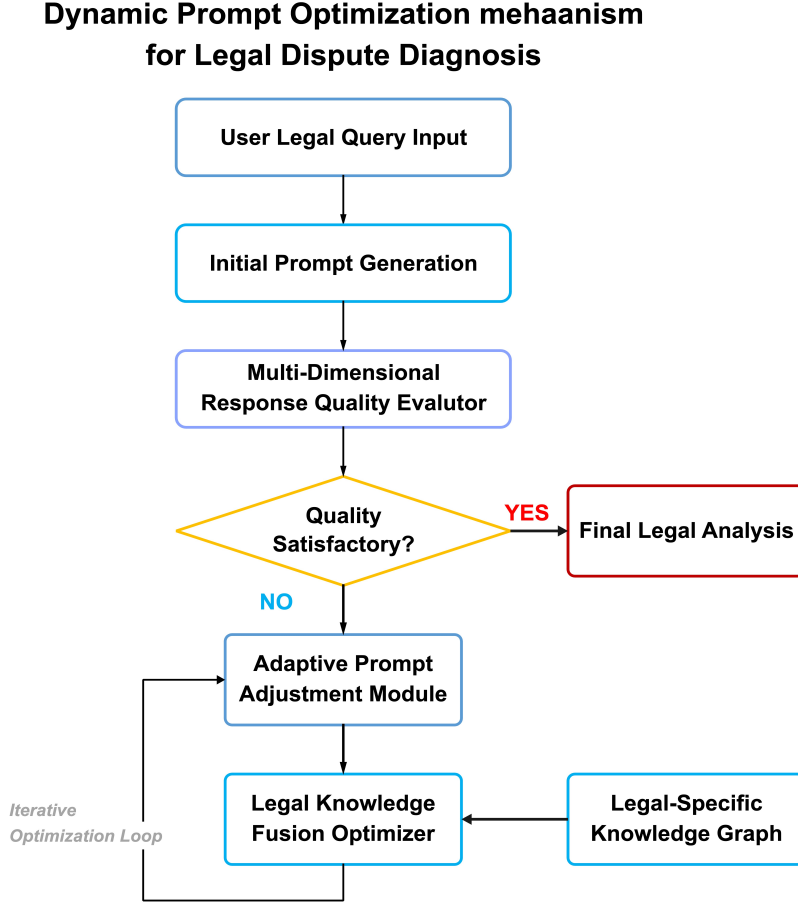 Dynamic Prompt Optimization mehaanism
for Legal Dispute Diagnosis
User Legal Query Input
Initial Prompt Generation
Multi-Dimensional
Response Quality Evalutor
Quality
Satisfactory?
YES
Final Legal Analysis
NO
Adaptive Prompt
Adjustment Module
Iterative
Optimization Loop
Legal Knowledge
Fusion Optimizer
Legal-Specific
Knowledge Graph